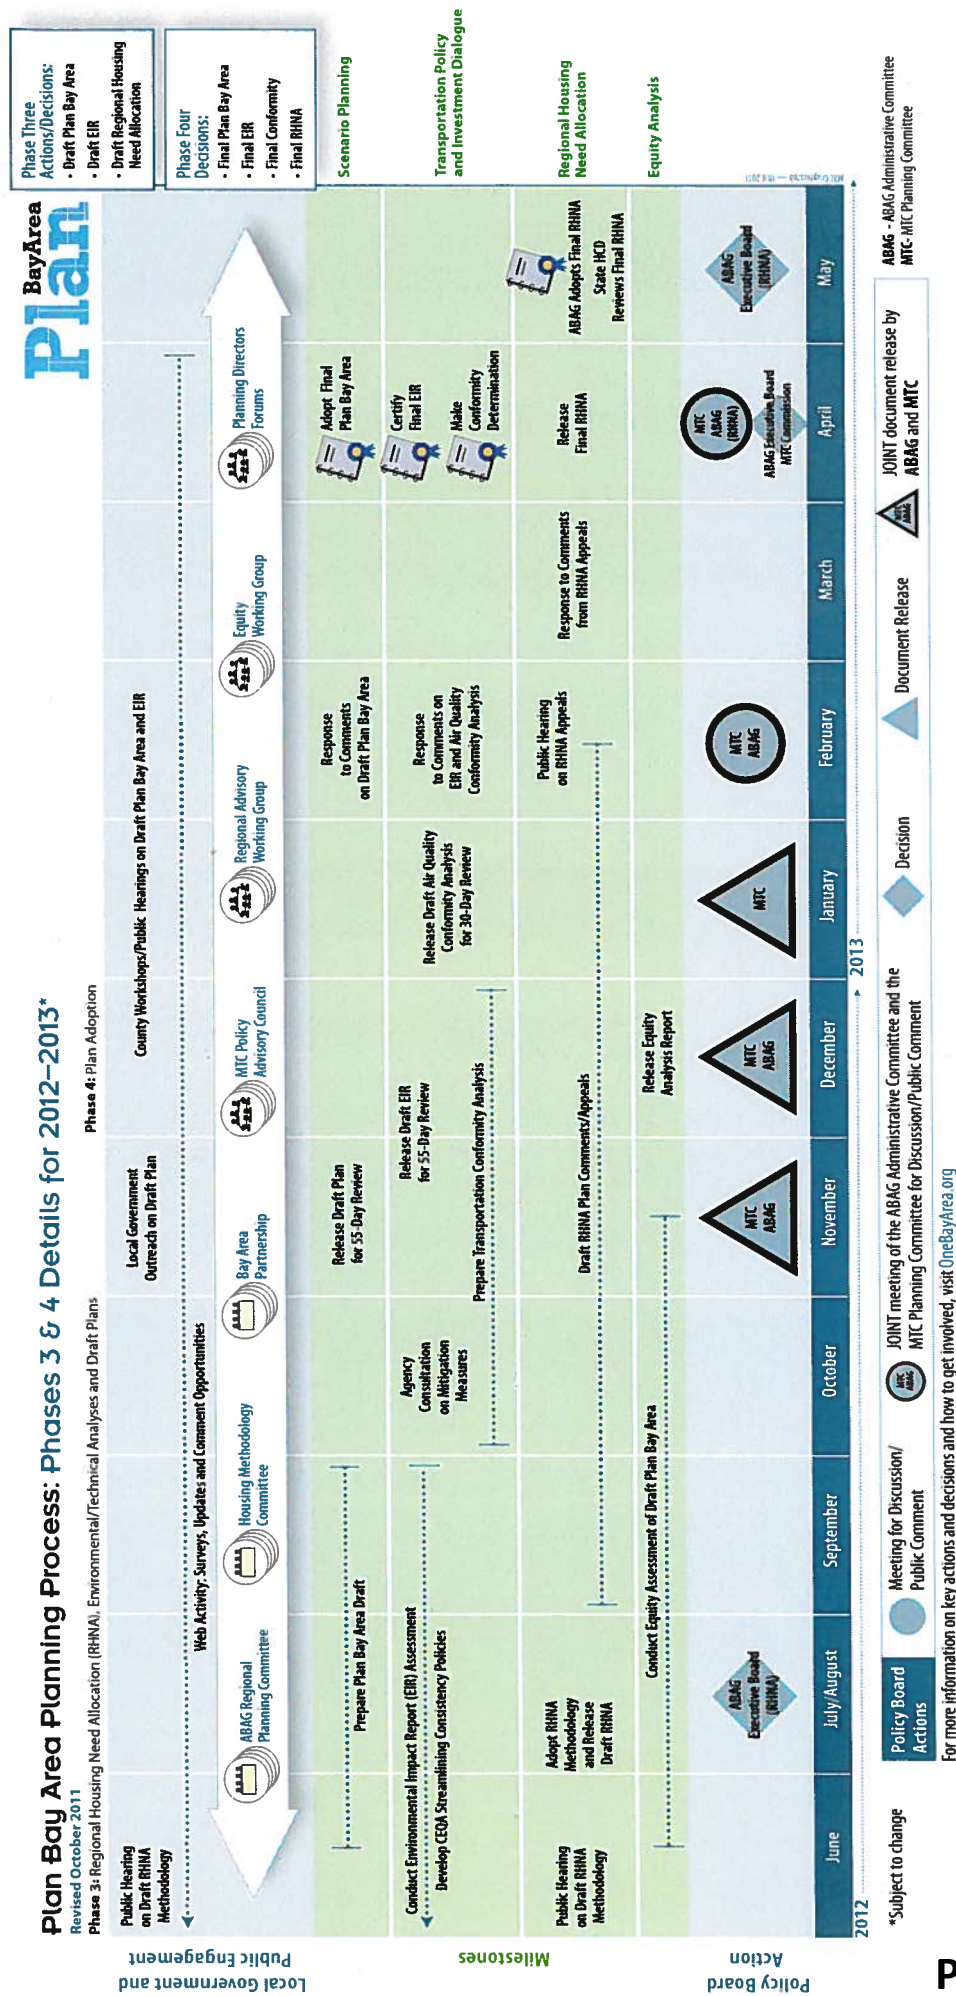 Plan Bay Area Planning Process: Phases 3 & 4 Details for 2012–2013*
Revised October 2011
Phase 3: Regional Housing Need Allocation (RHNA), Environmental/Technical Analyses and Draft Plans
Phase 4: Plan Adoption
BayArea
Plan
Phase Three
Actions/Decisions:
• Draft Plan Bay Area
• Draft EIR
• Draft Regional Housing
Need Allocation
Phase Four
Decisions:
• Final Plan Bay Area
• Final EIR
• Final Conformity
• Final RHNA
Local Government and
Public Engagement
Public Hearing
on Draft RHNA
Methodology
Local Government
Outreach on Draft Plan
County Workshops/Public Hearings on Draft Plan Bay Area and EIR
Web Activity: Surveys, Updates and Comment Opportunities
ABAG Regional
Planning Committee
Housing Methodology
Committee
Bay Area
Partnership
MTC Policy
Advisory Council
Regional Advisory
Working Group
Equity
Working Group
Planning Directors
Forums
Milestones
Prepare Plan Bay Area Draft
Release Draft Plan
for 55-Day Review
Response
to Comments
on Draft Plan Bay Area
Adopt Final
Plan Bay Area
Scenario Planning
Conduct Environmental Impact Report (EIR) Assessment
Develop CEQA Streamlining Consistency Policies
Agency
Consultation
on Mitigation
Measures
Release Draft EIR
for 55-Day Review
Prepare Transportation Conformity Analysis
Release Draft Air Quality
Conformity Analysis
for 30-Day Review
Response
to Comments on
EIR and Air Quality
Conformity Analysis
Certify
Final EIR
Make
Conformity
Determination
Transportation Policy
and Investment Dialogue
Public Hearing
on Draft RHNA
Methodology
Adopt RHNA
Methodology
and Release
Draft RHNA
Draft RHNA Plan Comments/Appeals
Public Hearing
on RHNA Appeals
Response to Comments
from RHNA Appeals
Release
Final RHNA
ABAG Adopts Final RHNA
State HCD
Reviews Final RHNA
Regional Housing
Need Allocation
Conduct Equity Assessment of Draft Plan Bay Area
Release Equity
Analysis Report
Equity Analysis
Policy Board
Action
ABAG
Executive Board
(RHNA)
MTC
ABAG
MTC
ABAG
MTC
MTC
ABAG
MTC
ABAG
(RHNA)
ABAG Executive Board
MTC Commission
ABAG
Executive Board
(RHNA)
June
July/August
September
October
November
December
January
February
March
April
May
2012
2013
*Subject to change
Policy Board
Actions
Meeting for Discussion/
Public Comment
MTC
ABAG
JOINT meeting of the ABAG Administrative Committee and the
MTC Planning Committee for Discussion/Public Comment
Decision
Document Release
MTC
ABAG
JOINT document release by
ABAG and MTC
ABAG - ABAG Administrative Committee
MTC- MTC Planning Committee
For more information on key actions and decisions and how to get involved, visit OneBayArea.org
P